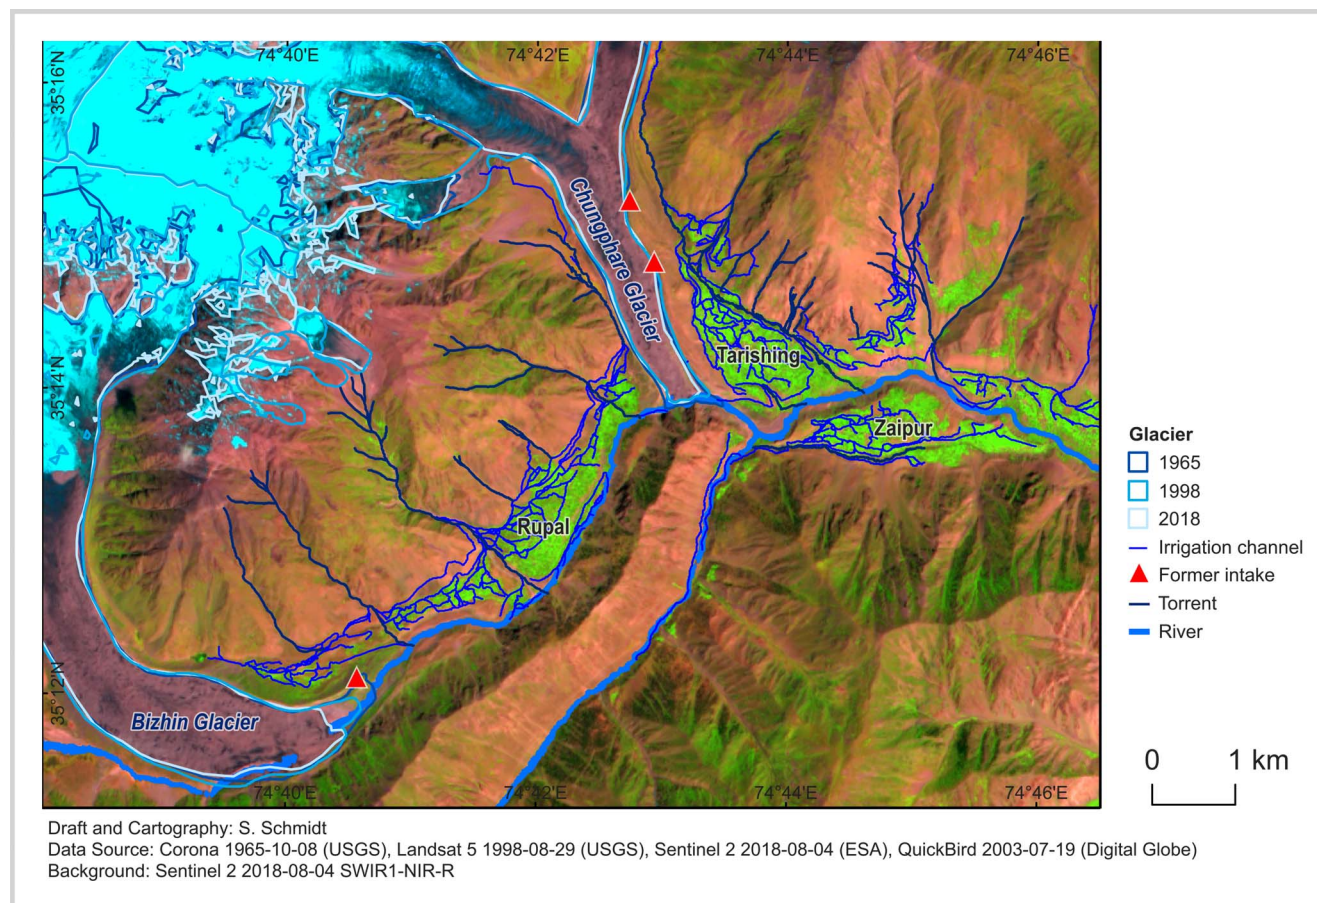 74°40'E 74°42'E 74°44'E 74°46'E
35°16'N
Chungphare Glacier
35°14'N
Tarishing
Zaipur
Rupal
35°12'N
Bizhin Glacier
74°40'E 74°42'E 74°44'E 74°46'E
Glacier
1965
1998
2018
Irrigation channel
Former intake
Torrent
River
0 1 km
Draft and Cartography: S. Schmidt
Data Source: Corona 1965-10-08 (USGS), Landsat 5 1998-08-29 (USGS), Sentinel 2 2018-08-04 (ESA), QuickBird 2003-07-19 (Digital Globe)
Background: Sentinel 2 2018-08-04 SWIR1-NIR-R